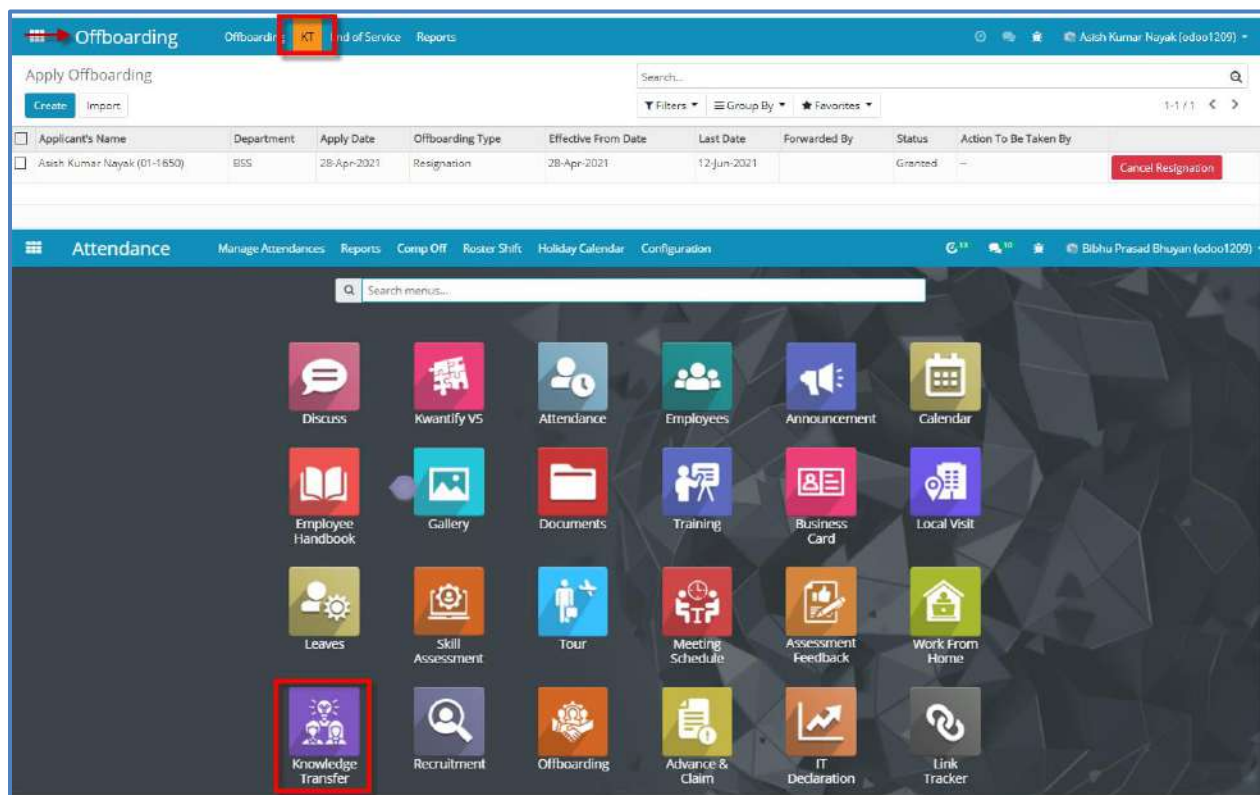 Offboarding Offboarding KT End of Service Reports Asish Kumar Nayak (odoo1209)
Apply Offboarding Search...
Create Import Filters Group By Favorites 1-1 / 1
Applicant's Name Department Apply Date Offboarding Type Effective From Date Last Date Forwarded By Status Action To Be Taken By
Asish Kumar Nayak (01-1650) BSS 28-Apr-2021 Resignation 28-Apr-2021 12-Jun-2021 Granted -- Cancel Resignation
Attendance Manage Attendances Reports Comp Off Roster Shift Holiday Calendar Configuration Bibhu Prasad Bhuyan (odoo1209)
Search menus...
Discuss Kwantify V5 Attendance Employees Announcement Calendar
Employee Gallery Documents Training Business Local Visit
Handbook Card
Leaves Skill Tour Meeting Assessment Work From
Assessment Schedule Feedback Home
Knowledge Recruitment Offboarding Advance & IT Link
Transfer Claim Declaration Tracker